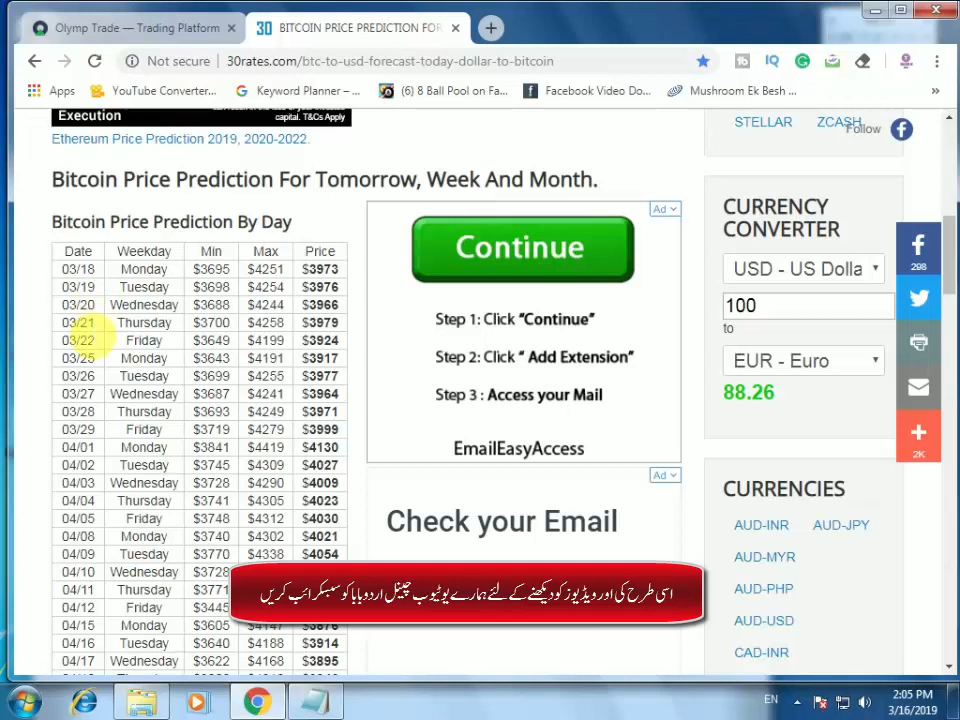 Olymp Trade — Trading Platform
BITCOIN PRICE PREDICTION FOR
Not secure
30rates.com/btc-to-usd-forecast-today-dollar-to-bitcoin
Apps
YouTube Converter...
Keyword Planner – ...
(6) 8 Ball Pool on Fa...
Facebook Video Do...
Mushroom Ek Besh ...
Execution
capital. T&Cs Apply
STELLAR ZCASH
Follow
Ethereum Price Prediction 2019, 2020-2022.
Bitcoin Price Prediction For Tomorrow, Week And Month.
Bitcoin Price Prediction By Day
Date Weekday Min Max Price
03/18 Monday $3695 $4251 $3973
03/19 Tuesday $3698 $4254 $3976
03/20 Wednesday $3688 $4244 $3966
03/21 Thursday $3700 $4258 $3979
03/22 Friday $3649 $4199 $3924
03/25 Monday $3643 $4191 $3917
03/26 Tuesday $3699 $4255 $3977
03/27 Wednesday $3687 $4241 $3964
03/28 Thursday $3693 $4249 $3971
03/29 Friday $3719 $4279 $3999
04/01 Monday $3841 $4419 $4130
04/02 Tuesday $3745 $4309 $4027
04/03 Wednesday $3728 $4290 $4009
04/04 Thursday $3741 $4305 $4023
04/05 Friday $3748 $4312 $4030
04/08 Monday $3740 $4302 $4021
04/09 Tuesday $3770 $4338 $4054
04/10 Wednesday $3728
04/11 Thursday $3771
04/12 Friday $3445
04/15 Monday $3605 $4147 $3876
04/16 Tuesday $3640 $4188 $3914
04/17 Wednesday $3622 $4168 $3895
Ad
Continue
Step 1: Click "Continue"
Step 2: Click " Add Extension"
Step 3 : Access your Mail
EmailEasyAccess
Ad
Check your Email
اسی طرح کی اور ویڈیوز کو دیکھنے کے لئے ہمارے یوٹیوب چینل اردو بابا کو سبسکرائب کریں
CURRENCY
CONVERTER
USD - US Dolla
100
to
EUR - Euro
88.26
298
2K
CURRENCIES
AUD-INR AUD-JPY
AUD-MYR
AUD-PHP
AUD-USD
CAD-INR
EN
2:05 PM
3/16/2019